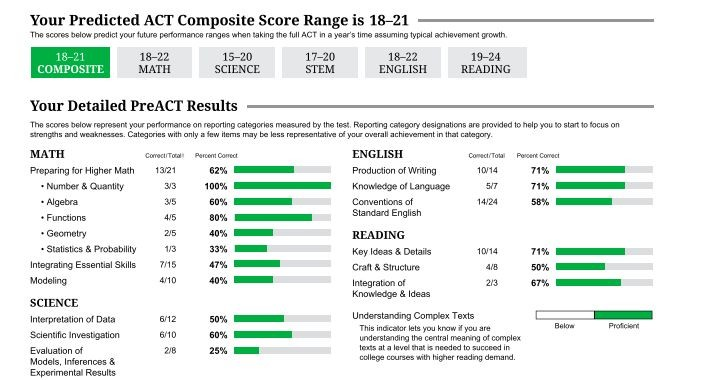 Your Predicted ACT Composite Score Range is 18–21
The scores below predict your future performance ranges when taking the full ACT in a year's time assuming typical achievement growth.
18–21 18–22 15–20 17–20 18–22 19–24
COMPOSITE MATH SCIENCE STEM ENGLISH READING
Your Detailed PreACT Results
The scores below represent your performance on reporting categories measured by the test. Reporting category designations are provided to help you to start to focus on
strengths and weaknesses. Categories with only a few items may be less representative of your overall achievement in that category.
MATH Correct/Total† Percent Correct
Preparing for Higher Math 13/21 62%
• Number & Quantity 3/3 100%
• Algebra 3/5 60%
• Functions 4/5 80%
• Geometry 2/5 40%
• Statistics & Probability 1/3 33%
Integrating Essential Skills 7/15 47%
Modeling 4/10 40%
SCIENCE
Interpretation of Data 6/12 50%
Scientific Investigation 6/10 60%
Evaluation of 2/8 25%
Models, Inferences &
Experimental Results
ENGLISH Correct/Total Percent Correct
Production of Writing 10/14 71%
Knowledge of Language 5/7 71%
Conventions of 14/24 58%
Standard English
READING
Key Ideas & Details 10/14 71%
Craft & Structure 4/8 50%
Integration of 2/3 67%
Knowledge & Ideas
Understanding Complex Texts
Below Proficient
This indicator lets you know if you are
understanding the central meaning of complex
texts at a level that is needed to succeed in
college courses with higher reading demand.